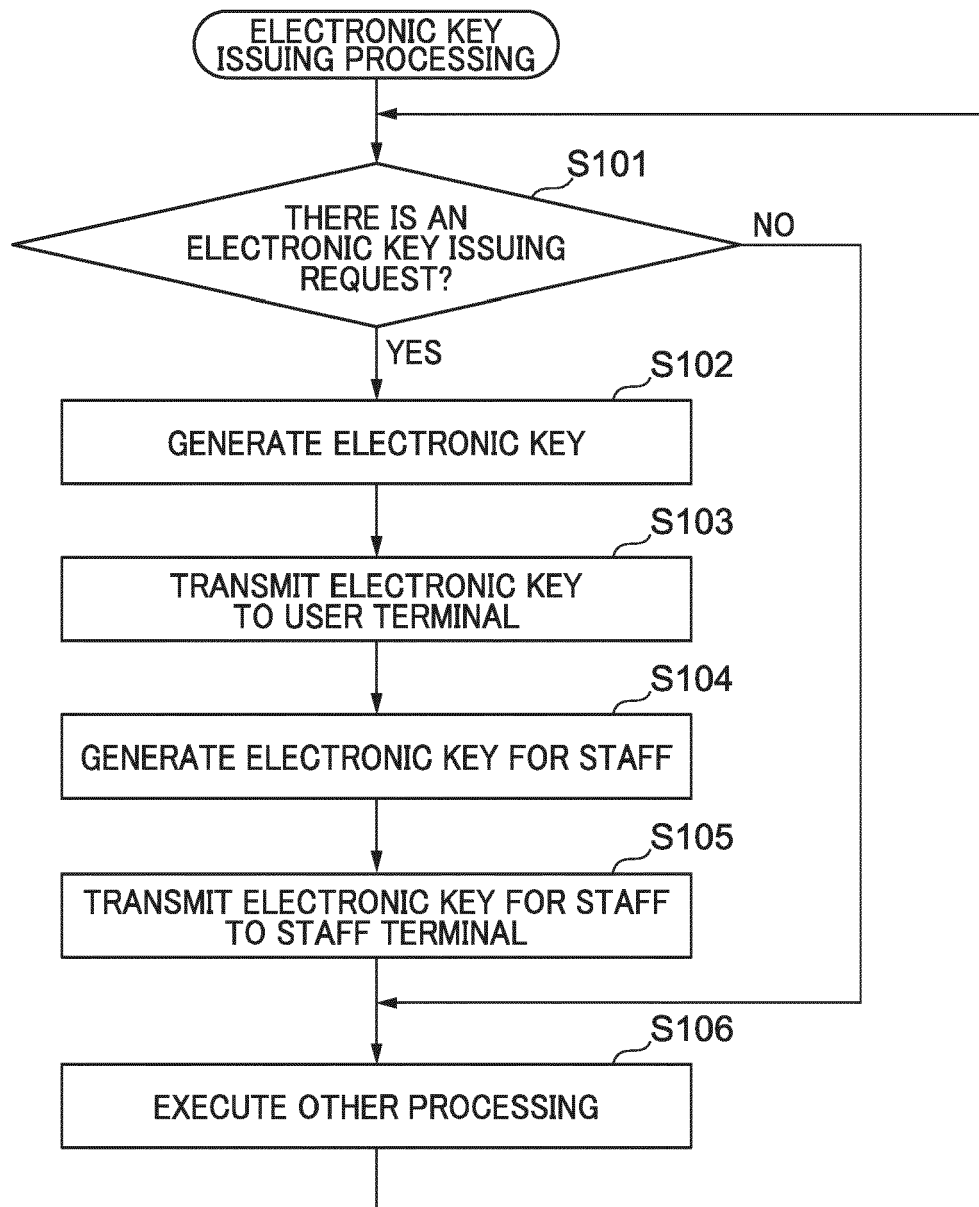 ELECTRONIC KEY
ISSUING PROCESSING
S101
THERE IS AN
ELECTRONIC KEY ISSUING
REQUEST?
NO
YES
S102
GENERATE ELECTRONIC KEY
S103
TRANSMIT ELECTRONIC KEY
TO USER TERMINAL
S104
GENERATE ELECTRONIC KEY FOR STAFF
S105
TRANSMIT ELECTRONIC KEY FOR STAFF
TO STAFF TERMINAL
S106
EXECUTE OTHER PROCESSING